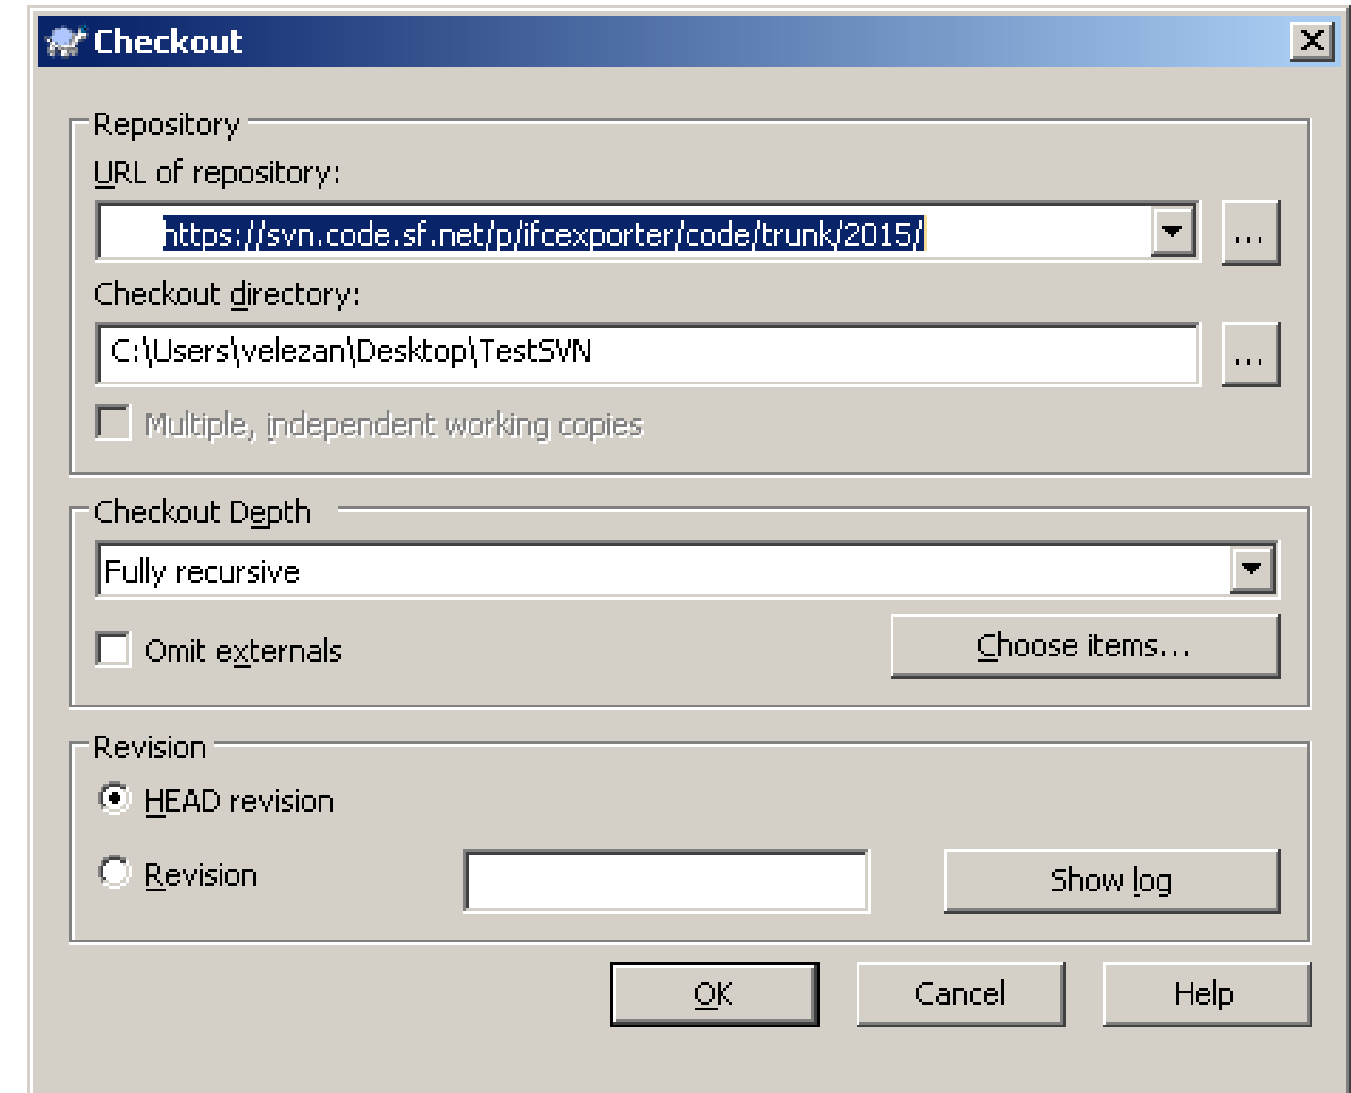 Checkout
Repository
URL of repository:
https://svn.code.sf.net/p/ifcexporter/code/trunk/2015/
...
Checkout directory:
C:\Users\velezan\Desktop\TestSVN
...
Multiple, independent working copies
Checkout Depth
Fully recursive
Omit externals
Choose items...
Revision
HEAD revision
Revision
Show log
OK
Cancel
Help